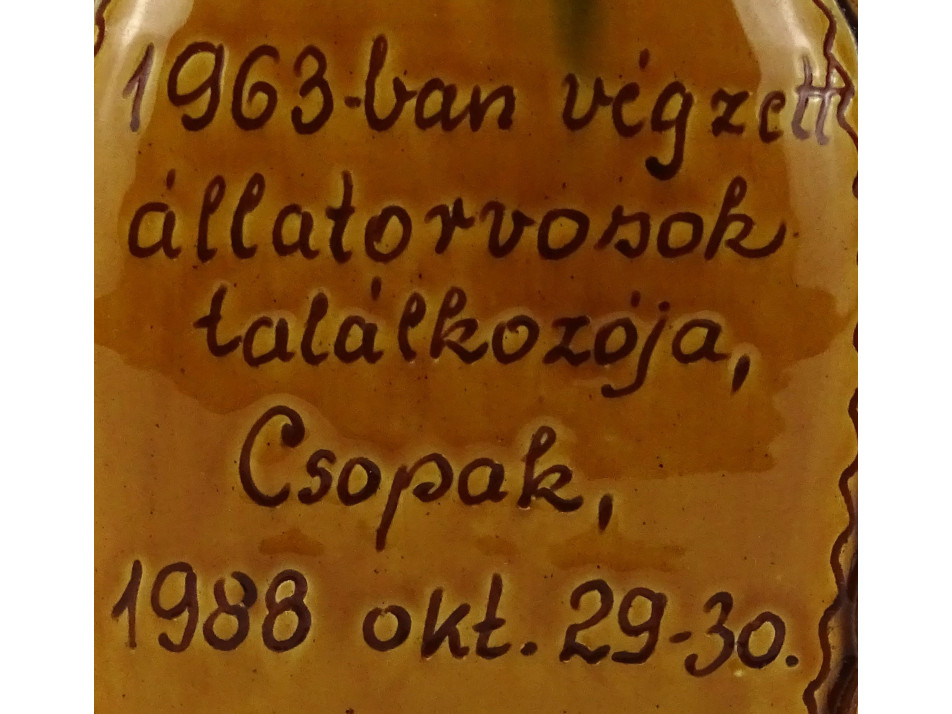 1963-ban végzett
állatorvosok
találkozója,
Csopak,
1988 okt. 29-30.